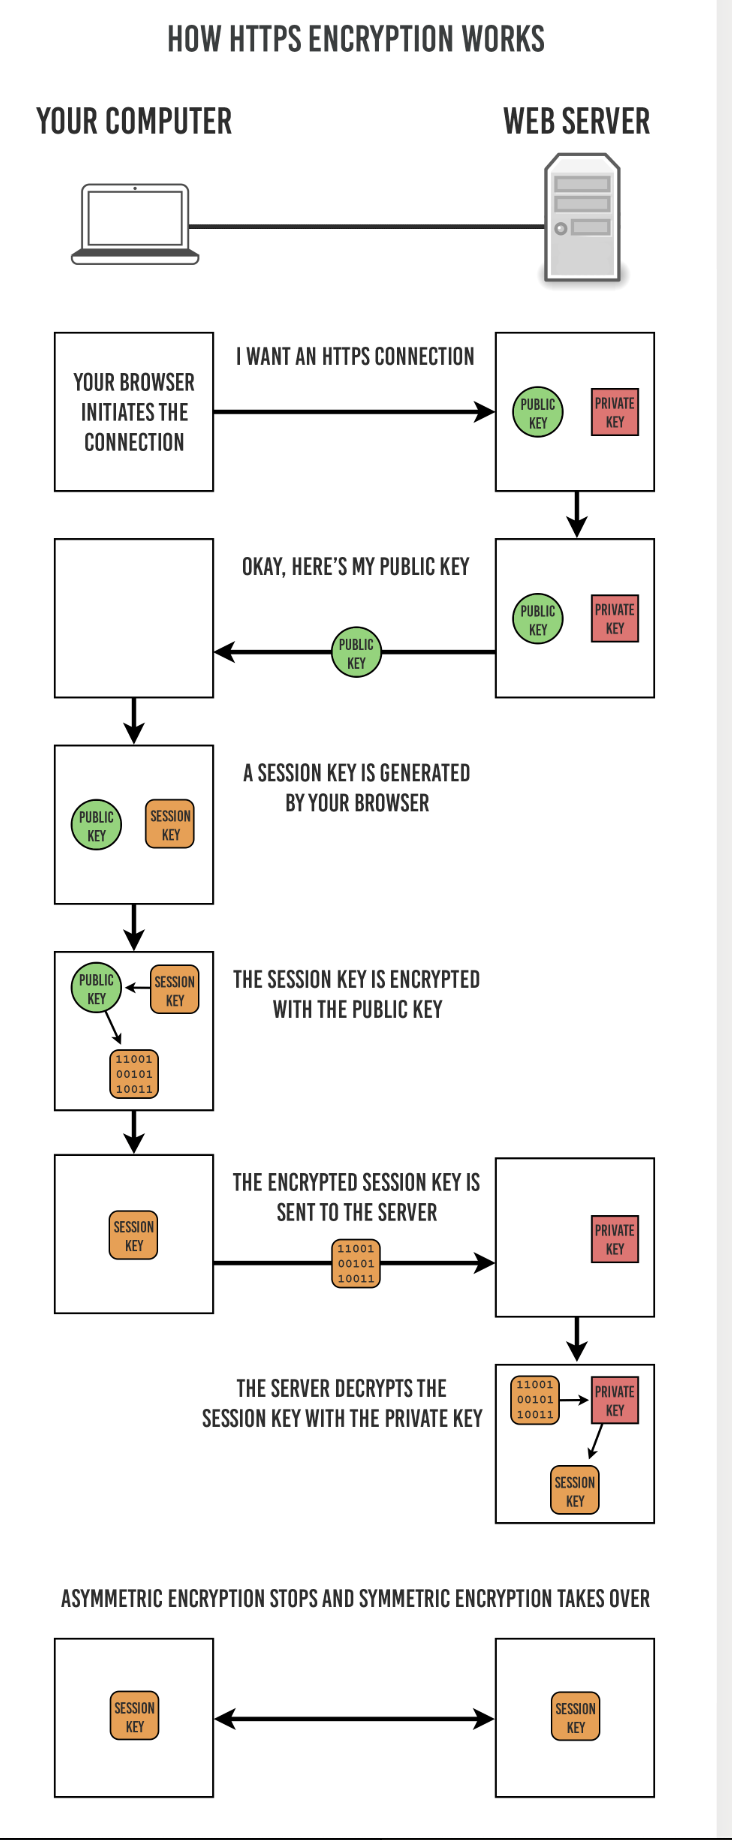 HOW HTTPS ENCRYPTION WORKS
YOUR COMPUTER
WEB SERVER
YOUR BROWSER
INITIATES THE
CONNECTION
I WANT AN HTTPS CONNECTION
PUBLIC
KEY
PRIVATE
KEY
OKAY, HERE'S MY PUBLIC KEY
PUBLIC
KEY
PUBLIC
KEY
PRIVATE
KEY
PUBLIC
KEY
SESSION
KEY
A SESSION KEY IS GENERATED
BY YOUR BROWSER
PUBLIC
KEY
SESSION
KEY
11001
00101
10011
THE SESSION KEY IS ENCRYPTED
WITH THE PUBLIC KEY
SESSION
KEY
THE ENCRYPTED SESSION KEY IS
SENT TO THE SERVER
11001
00101
10011
PRIVATE
KEY
THE SERVER DECRYPTS THE
SESSION KEY WITH THE PRIVATE KEY
11001
00101
10011
PRIVATE
KEY
SESSION
KEY
ASYMMETRIC ENCRYPTION STOPS AND SYMMETRIC ENCRYPTION TAKES OVER
SESSION
KEY
SESSION
KEY